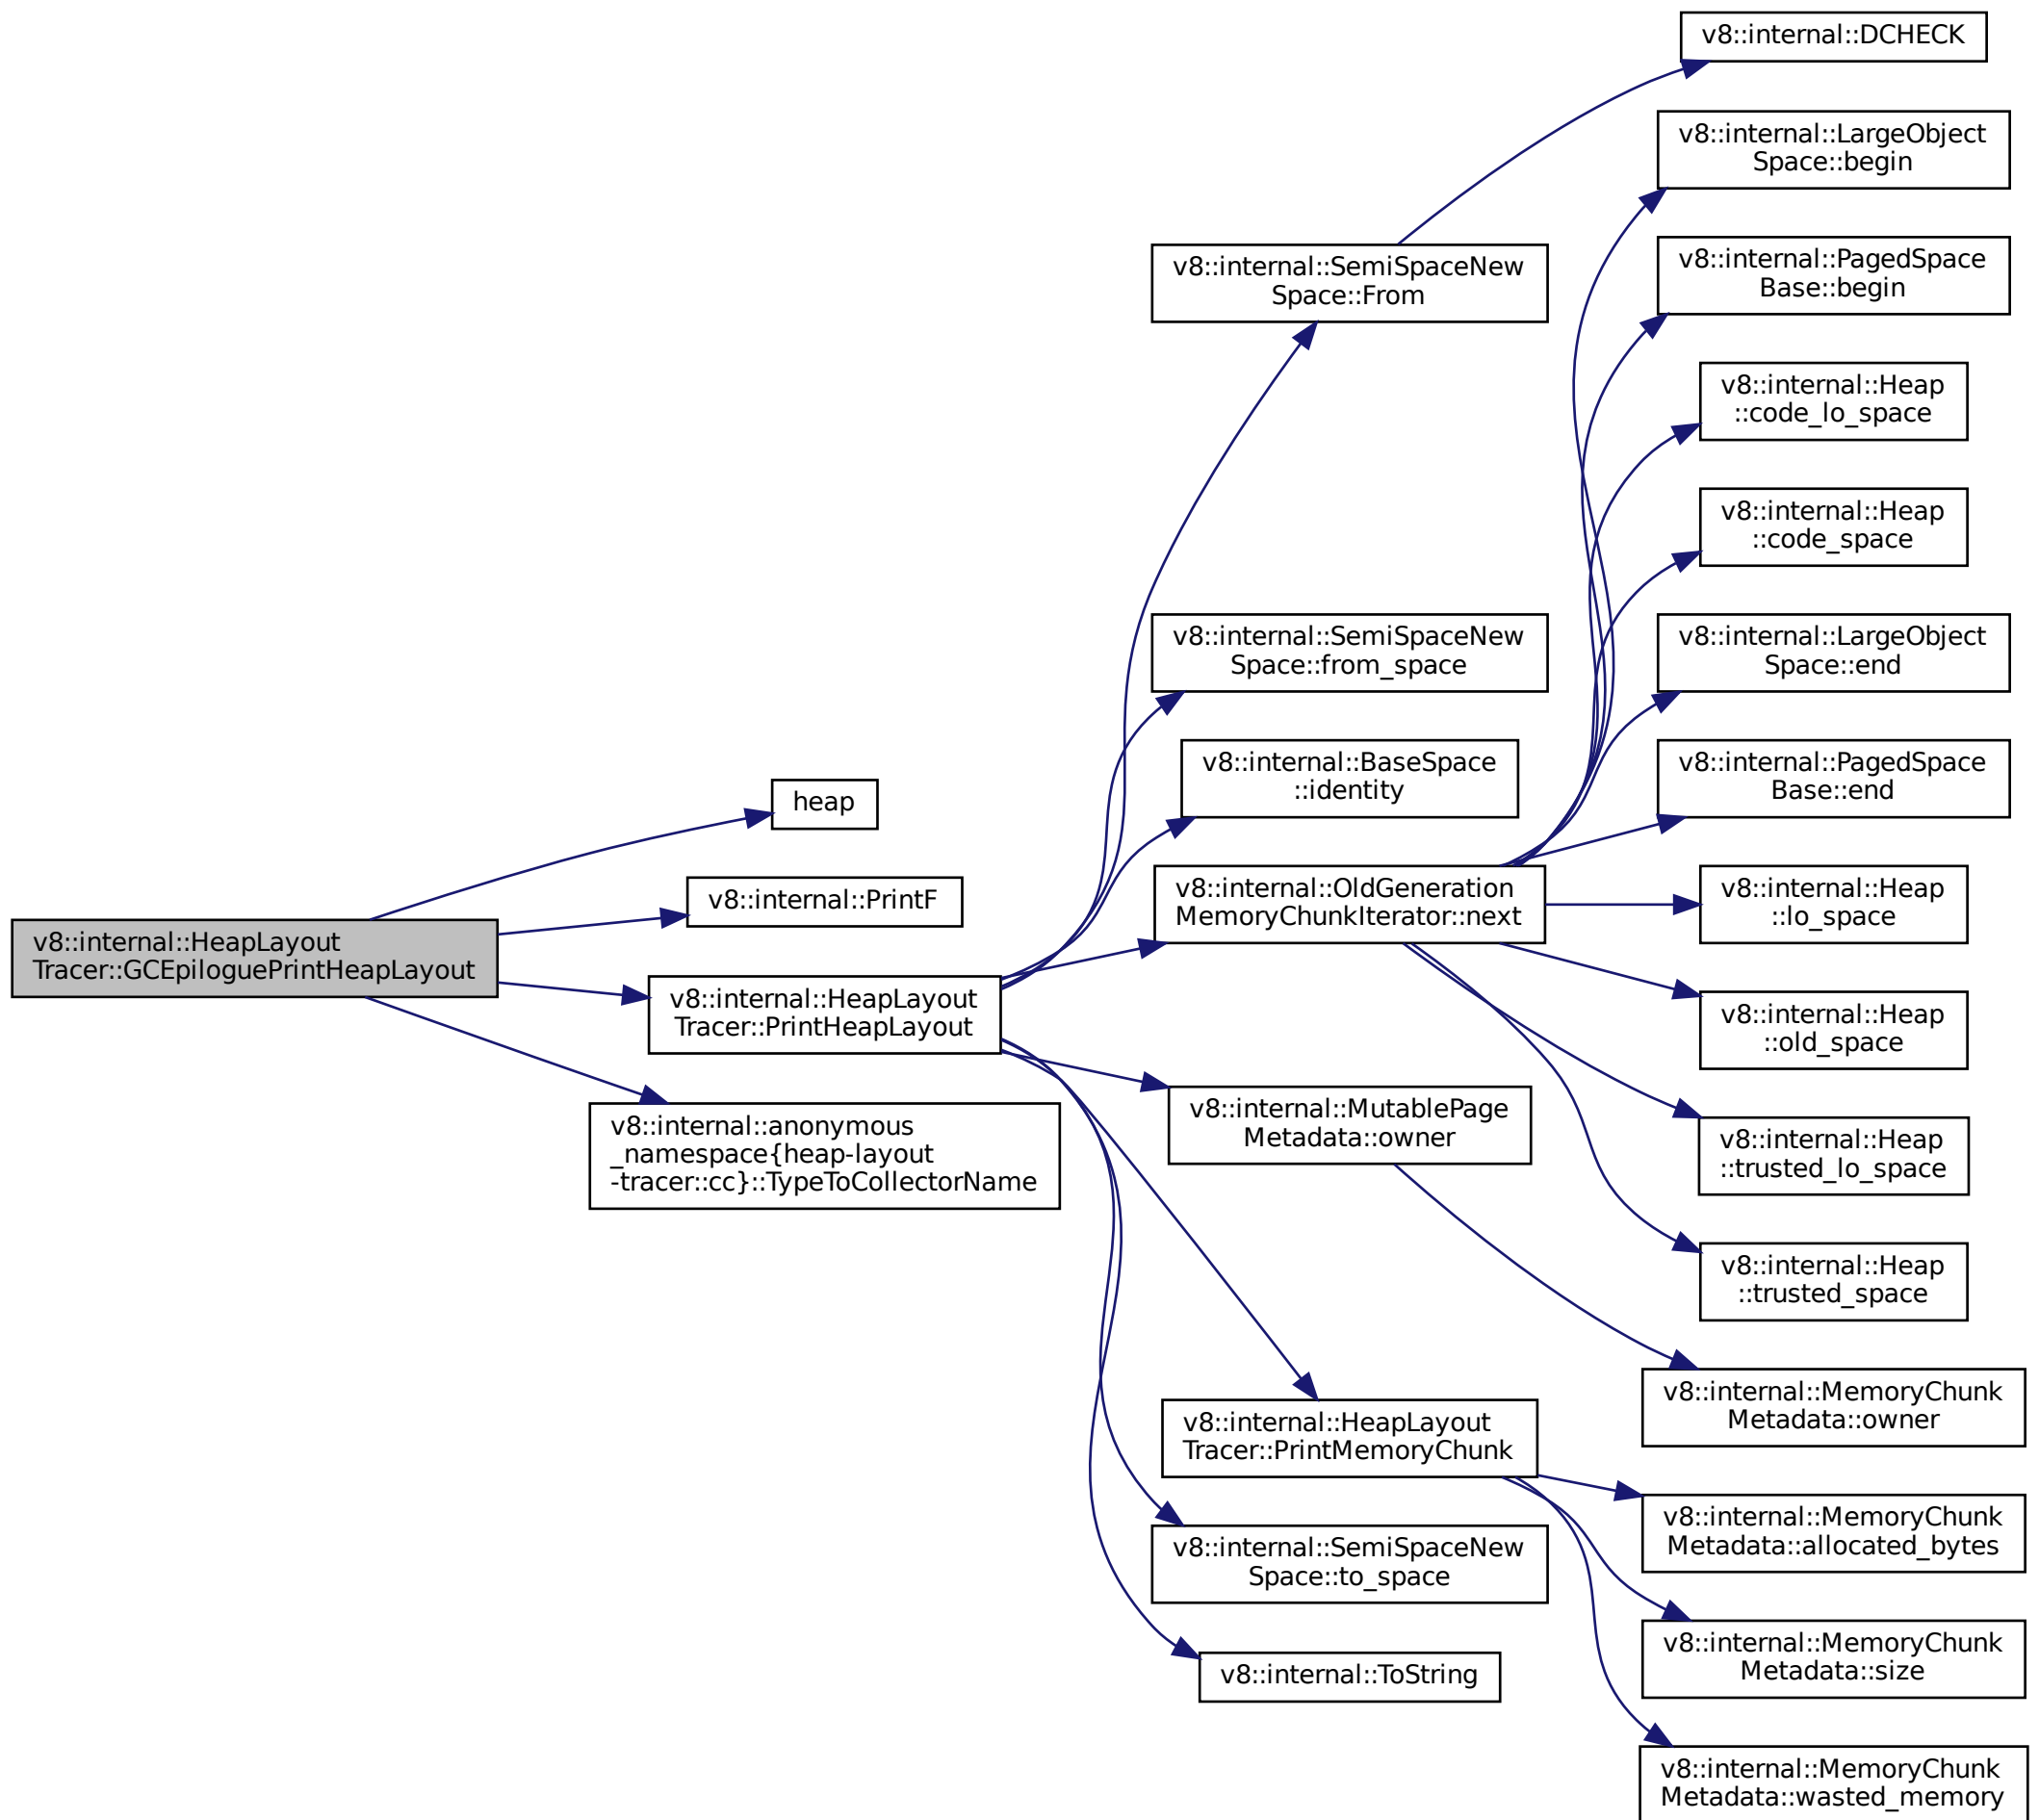 v8::internal::HeapLayout
Tracer::GCEpiloguePrintHeapLayout
heap
v8::internal::PrintF
v8::internal::HeapLayout
Tracer::PrintHeapLayout
v8::internal::anonymous
_namespace{heap-layout
-tracer::cc}::TypeToCollectorName
v8::internal::SemiSpaceNew
Space::From
v8::internal::SemiSpaceNew
Space::from_space
v8::internal::BaseSpace
::identity
v8::internal::OldGeneration
MemoryChunkIterator::next
v8::internal::MutablePage
Metadata::owner
v8::internal::HeapLayout
Tracer::PrintMemoryChunk
v8::internal::SemiSpaceNew
Space::to_space
v8::internal::ToString
v8::internal::DCHECK
v8::internal::LargeObject
Space::begin
v8::internal::PagedSpace
Base::begin
v8::internal::Heap
::code_lo_space
v8::internal::Heap
::code_space
v8::internal::LargeObject
Space::end
v8::internal::PagedSpace
Base::end
v8::internal::Heap
::lo_space
v8::internal::Heap
::old_space
v8::internal::Heap
::trusted_lo_space
v8::internal::Heap
::trusted_space
v8::internal::MemoryChunk
Metadata::owner
v8::internal::MemoryChunk
Metadata::allocated_bytes
v8::internal::MemoryChunk
Metadata::size
v8::internal::MemoryChunk
Metadata::wasted_memory